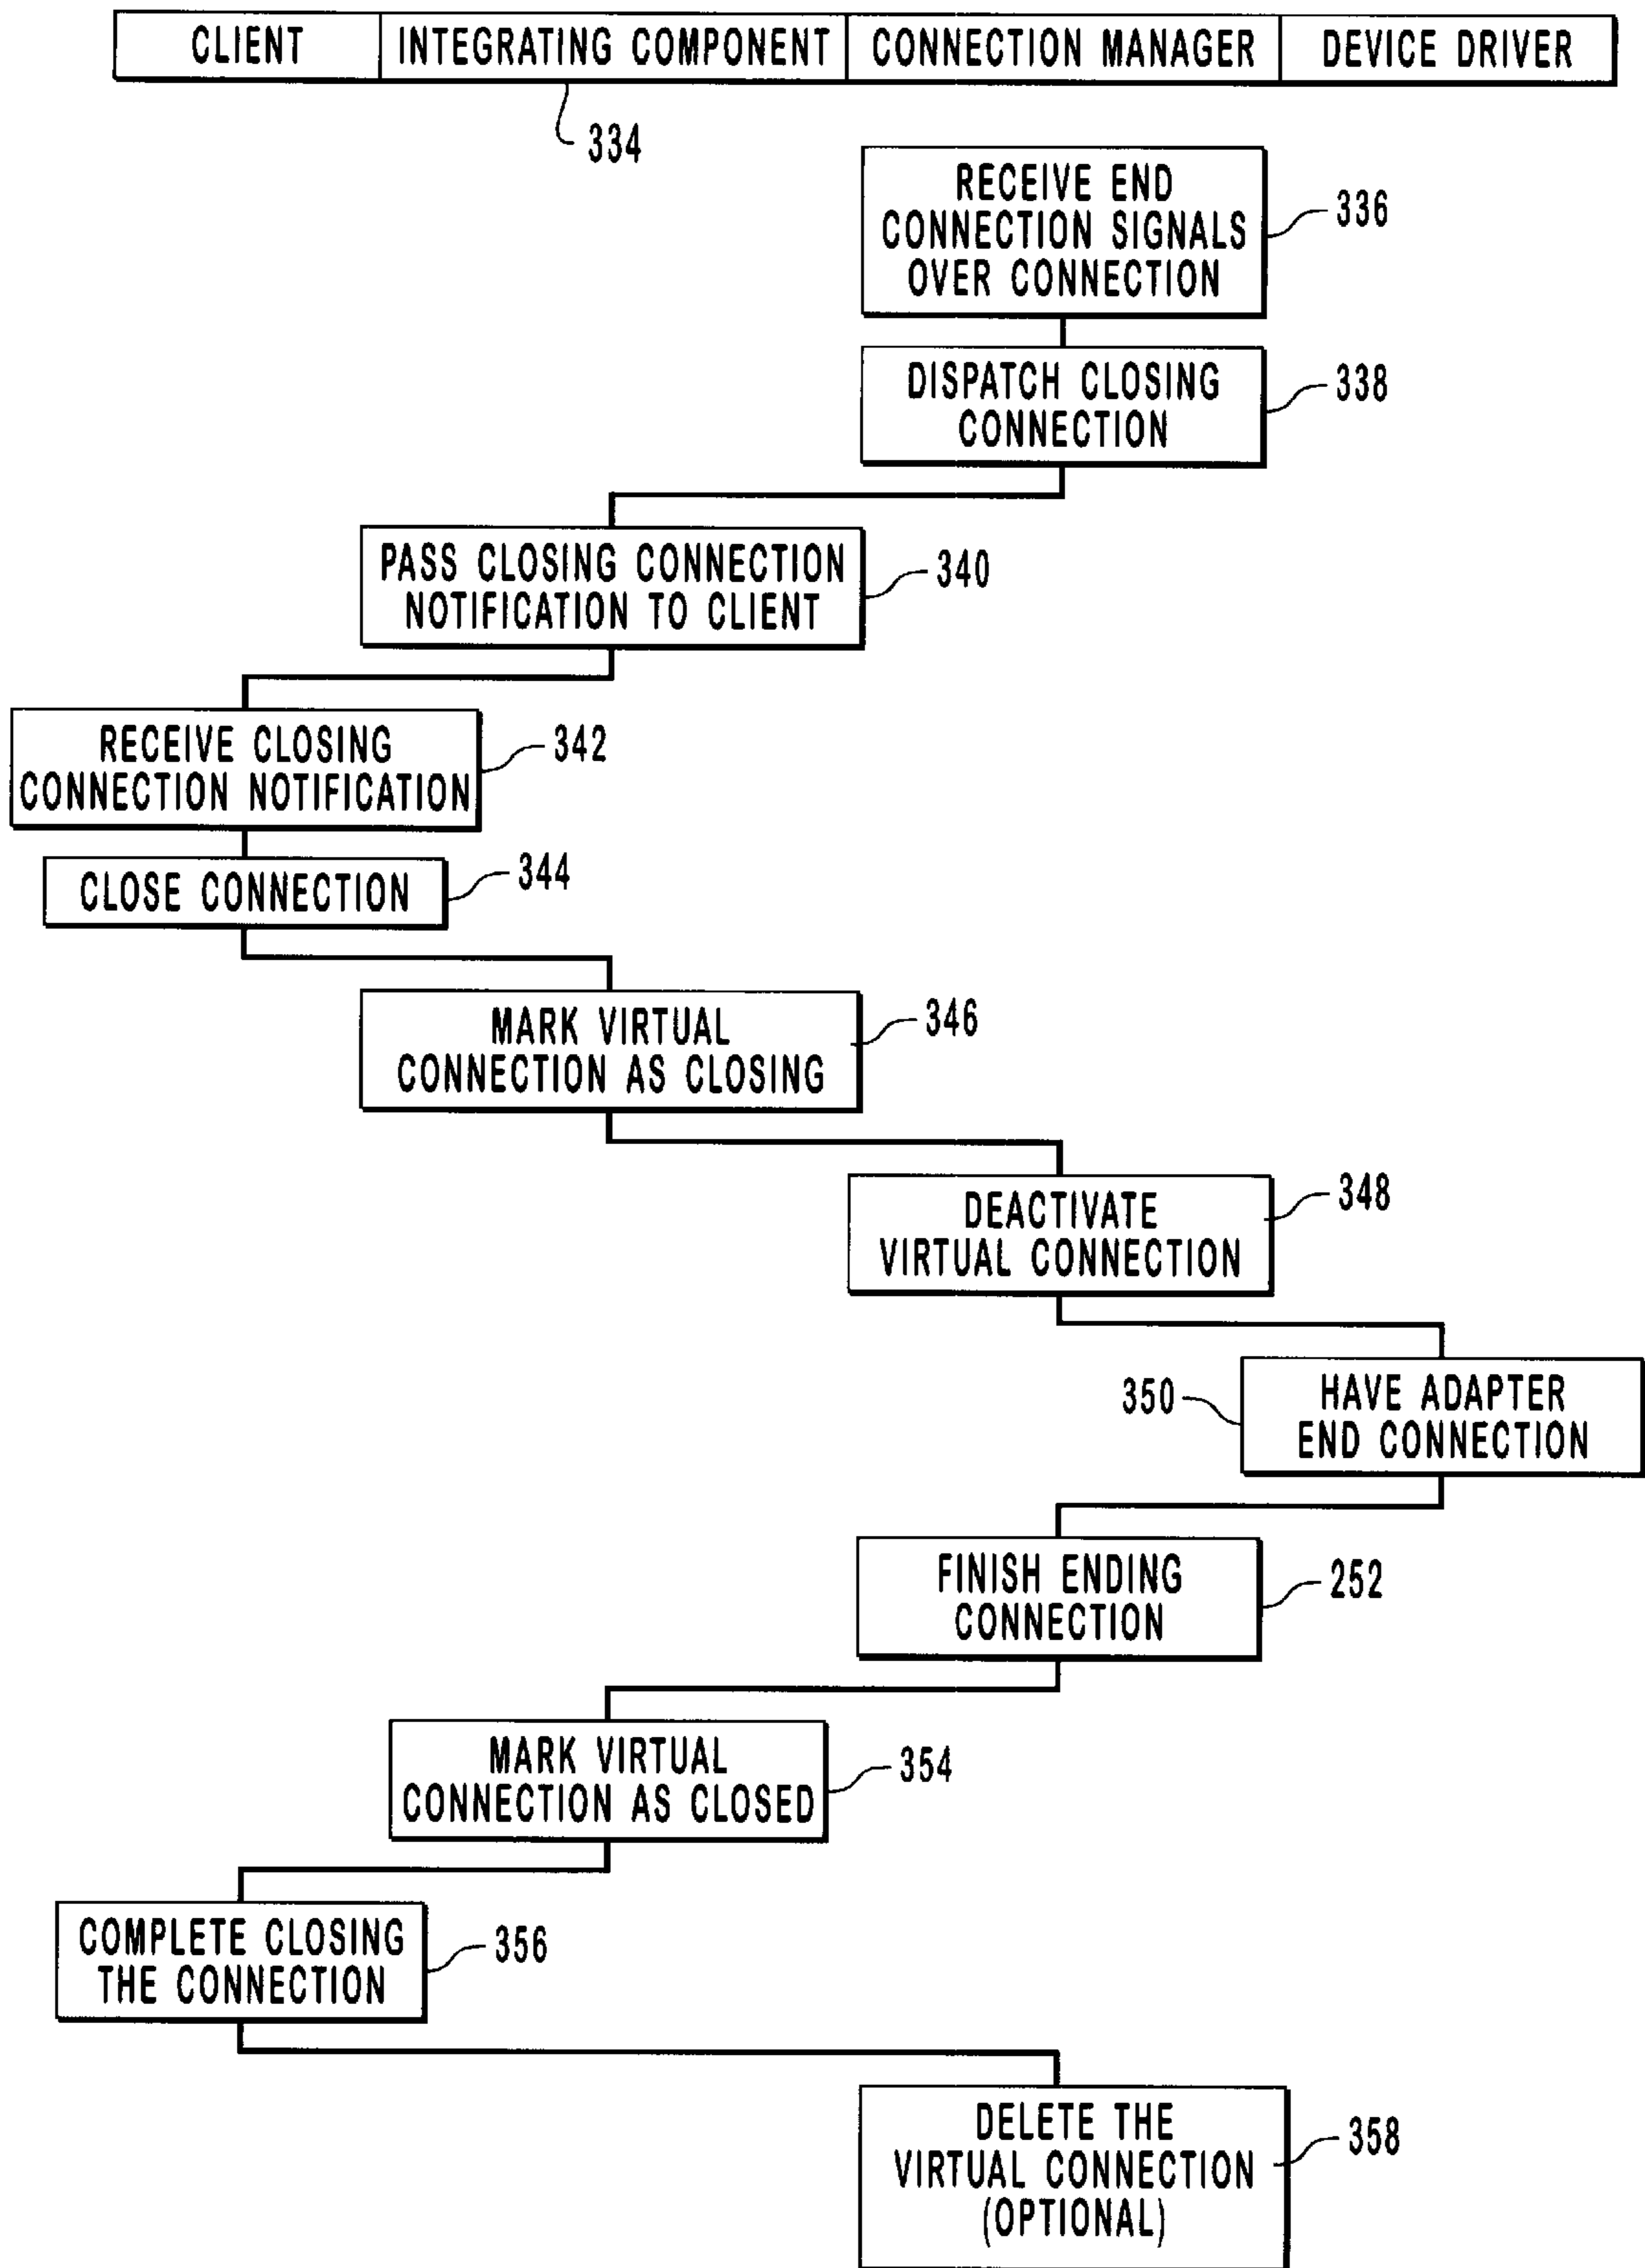 CLIENT INTEGRATING COMPONENT CONNECTION MANAGER DEVICE DRIVER
334
RECEIVE END
CONNECTION SIGNALS
OVER CONNECTION
336
DISPATCH CLOSING
CONNECTION
338
PASS CLOSING CONNECTION
NOTIFICATION TO CLIENT
340
RECEIVE CLOSING
CONNECTION NOTIFICATION
342
CLOSE CONNECTION
344
MARK VIRTUAL
CONNECTION AS CLOSING
346
DEACTIVATE
VIRTUAL CONNECTION
348
350
HAVE ADAPTER
END CONNECTION
FINISH ENDING
CONNECTION
252
MARK VIRTUAL
CONNECTION AS CLOSED
354
COMPLETE CLOSING
THE CONNECTION
356
DELETE THE
VIRTUAL CONNECTION
(OPTIONAL)
358